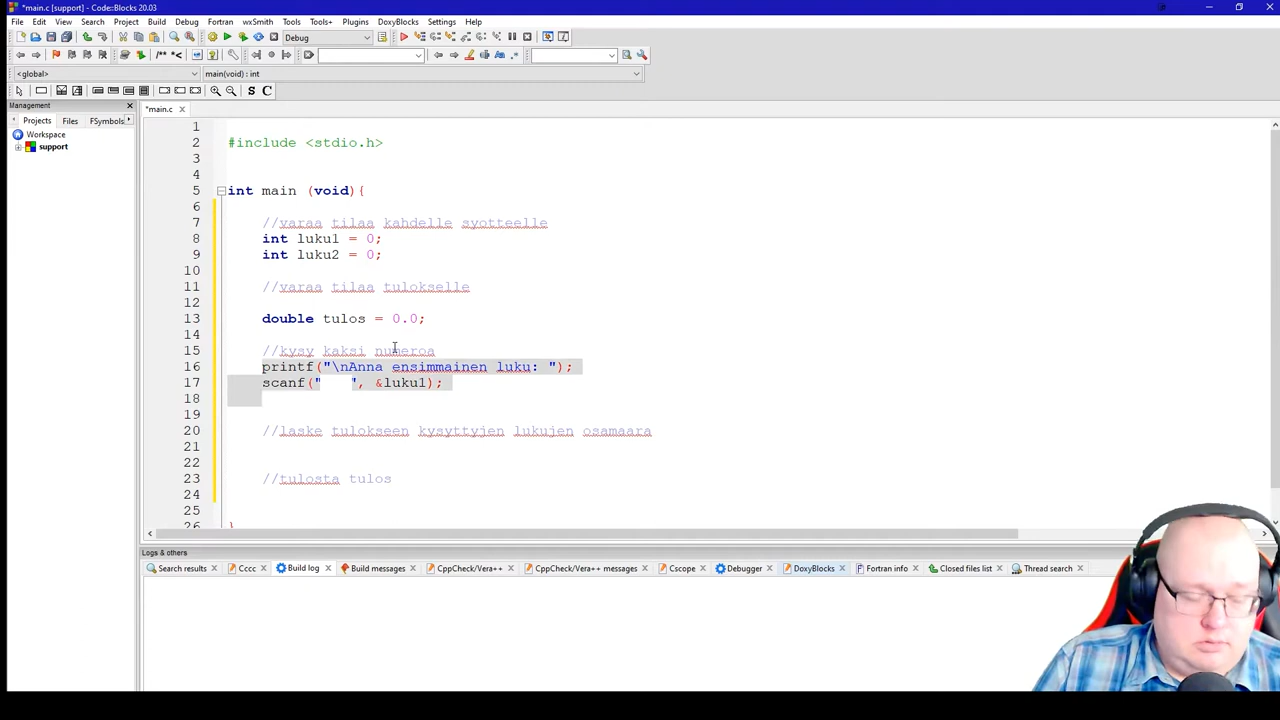 *main.c [support] - Code::Blocks 20.03
File Edit View Search Project Build Debug Fortran wxSmith Tools Tools+ Plugins DoxyBlocks Settings Help
Debug
/** *<
<global> main(void) : int
S C
Management
Projects Files FSymbols
Workspace
support
*main.c
1
2 #include <stdio.h>
3
4
5 int main (void){
6
7 //varaa tilaa kahdelle syotteelle
8 int luku1 = 0;
9 int luku2 = 0;
10
11 //varaa tilaa tulokselle
12
13 double tulos = 0.0;
14
15 //kysy kaksi numeroa
16 printf("\nAnna ensimmainen luku: ");
17 scanf("   ", &luku1);
18
19
20 //laske tulokseen kysyttyjen lukujen osamaara
21
22
23 //tulosta tulos
24
25
26 }
Logs & others
Search results Cccc Build log Build messages CppCheck/Vera++ CppCheck/Vera++ messages Cscope Debugger DoxyBlocks Fortran info Closed files list Thread search